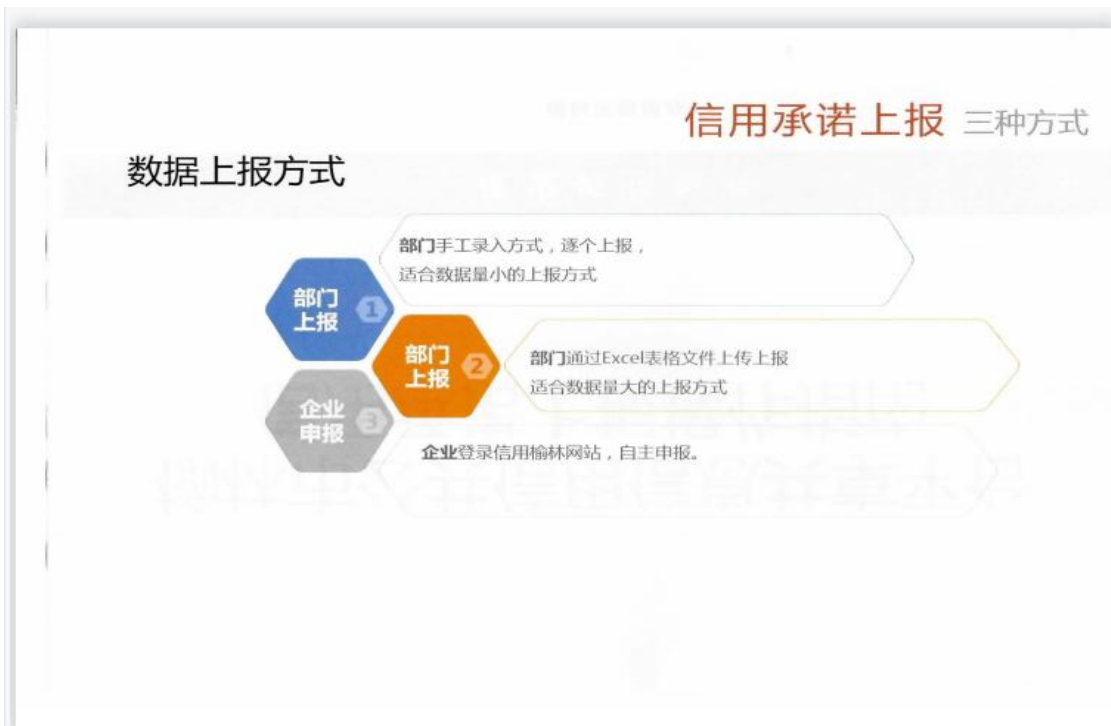 信用承诺上报 三种方式
数据上报方式
部门手工录入方式，逐个上报，
适合数据量小的上报方式
部门
上报
1
部门通过Excel表格文件上传上报
适合数据量大的上报方式
部门
上报
2
企业
申报
3
企业登录信用榆林网站，自主申报。